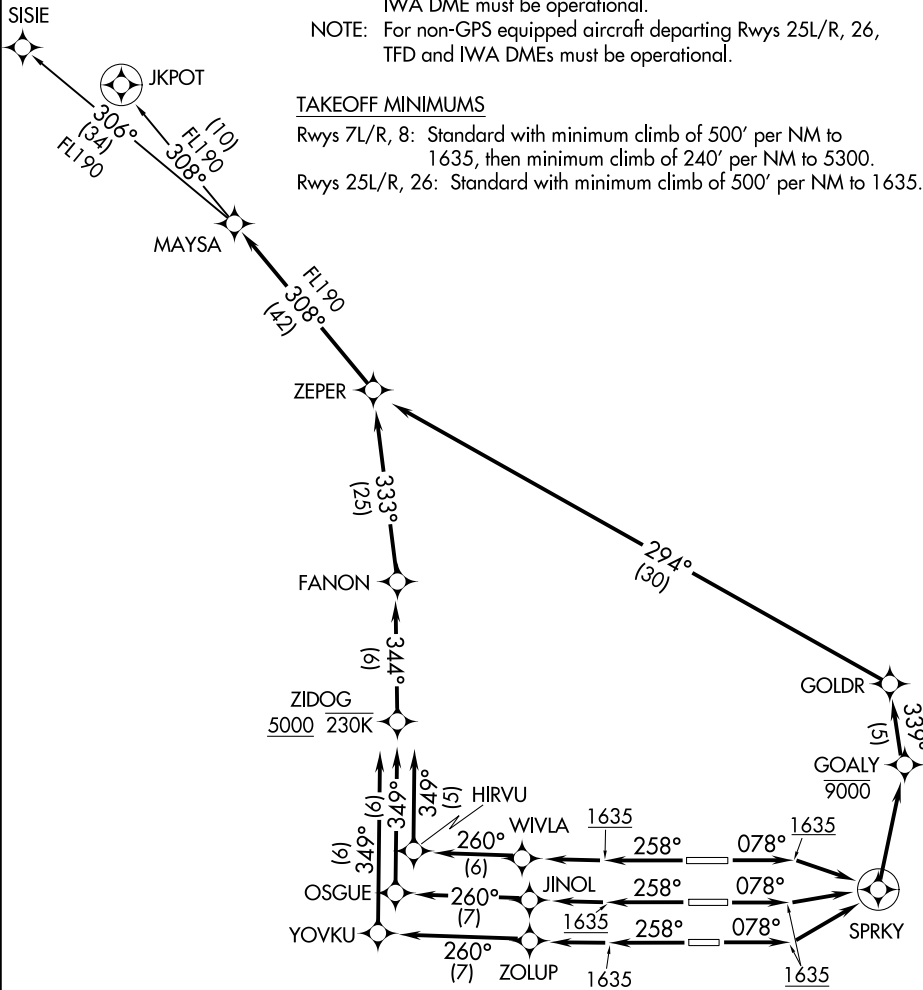 IWA DME must be operational.
NOTE: For non-GPS equipped aircraft departing Rwys 25L/R, 26,
TFD and IWA DMEs must be operational.
TAKEOFF MINIMUMS
Rwys 7L/R, 8: Standard with minimum climb of 500' per NM to
1635, then minimum climb of 240' per NM to 5300.
Rwys 25L/R, 26: Standard with minimum climb of 500' per NM to 1635.
SISIE
JKPOT
306°
(34)
FL190
(10)
FL190
308°
MAYSA
FL190
308°
(42)
ZEPER
333°
(25)
294°
(30)
FANON
344°
(6)
GOLDR
339°
(5)
ZIDOG
5000 230K
GOALY
9000
349°
(6)
349°
(6)
349°
(5)
HIRVU
WIVLA
260°
(6)
1635
258°
078°
1635
OSGUE
260°
(7)
JINOL
1635
258°
078°
SPRKY
YOVKU
260°
(7)
ZOLUP
258°
1635
078°
1635